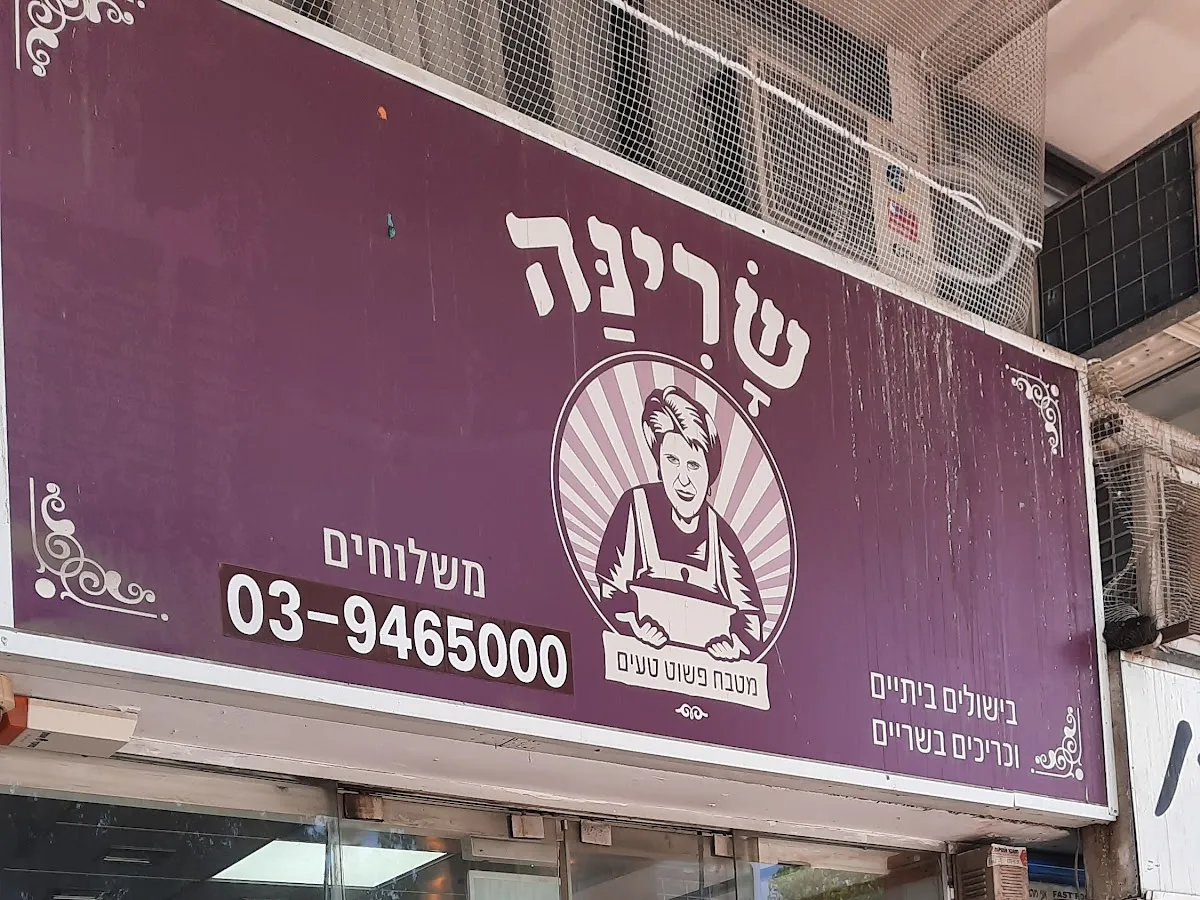 שָׂרִינַּה
מטבח פשוט טעים
משלוחים
03-9465000
בישולים ביתיים
וכריכים בשריים